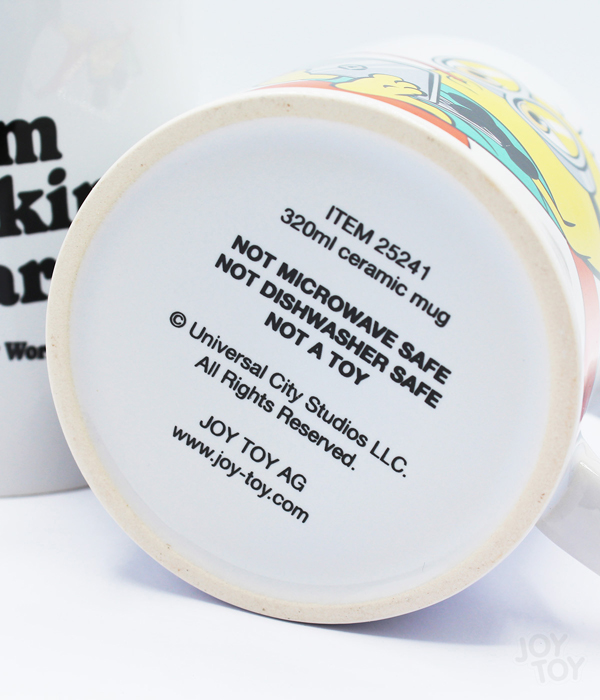 ITEM 25241
320ml ceramic mug
NOT MICROWAVE SAFE
NOT DISHWASHER SAFE
NOT A TOY
© Universal City Studios LLC.
All Rights Reserved.
JOY TOY AG
www.joy-toy.com
JOY
TOY